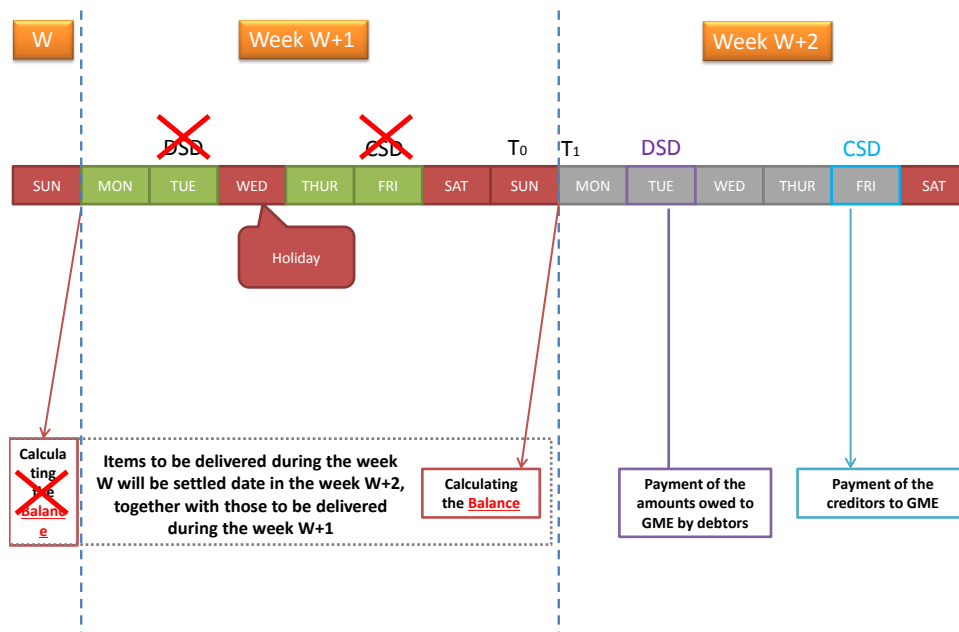 W
Week W+1
Week W+2
DSD
CSD
T0
T1
DSD
CSD
SUN
MON
TUE
WED
THUR
FRI
SAT
SUN
MON
TUE
WED
THUR
FRI
SAT
Holiday
Calcula
ting
the
Balanc
e
Items to be delivered during the week
W will be settled date in the week W+2,
together with those to be delivered
during the week W+1
Calculating
the Balance
Payment of the
amounts owed to
GME by debtors
Payment of the
creditors to GME